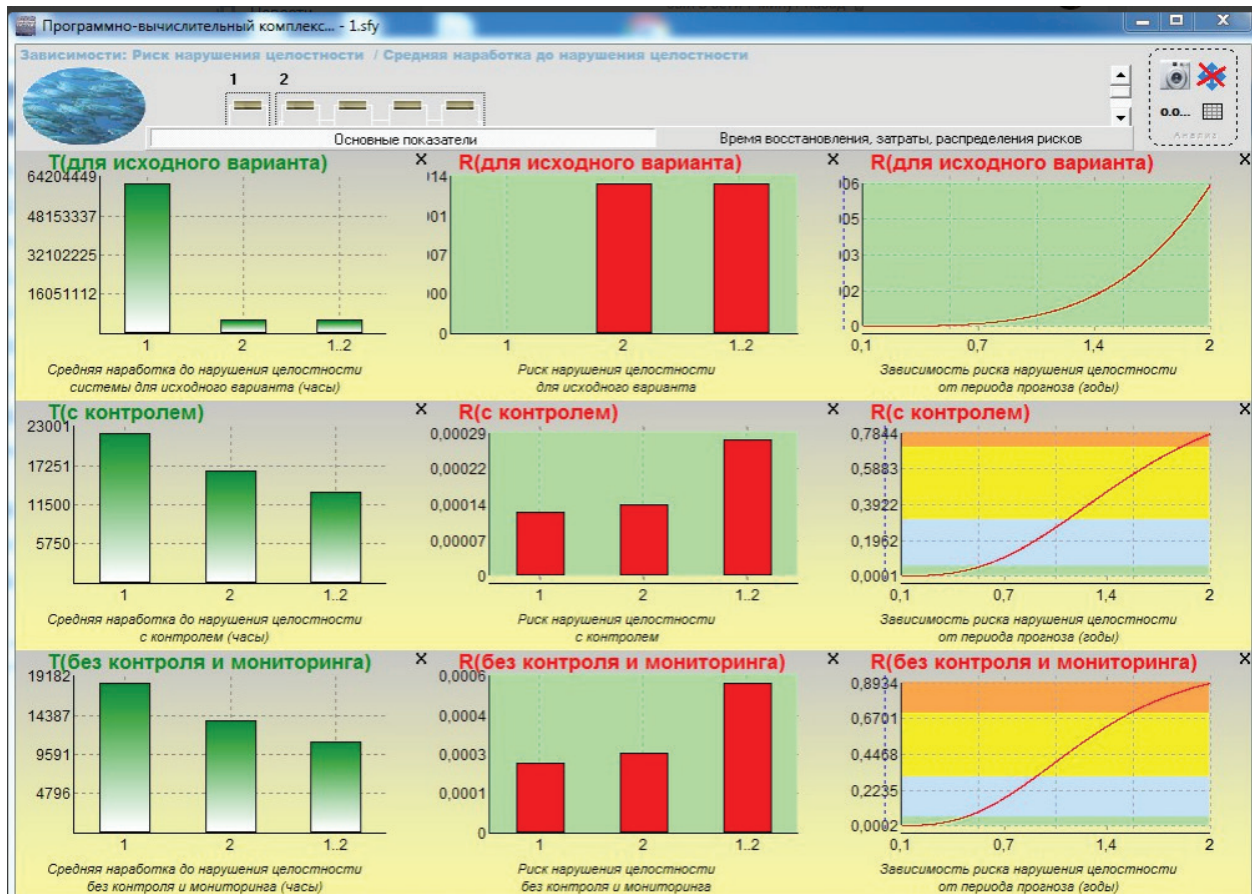 Программно-вычислительный комплекс... - 1.sfy
Зависимости: Риск нарушения целостности / Средняя наработка до нарушения целостности
1 2
0.0...
Анализ
Основные показатели
Время восстановления, затраты, распределения рисков
T(для исходного варианта) X
64204449
48153337
32102225
16051112
1 2 1..2
Средняя наработка до нарушения целостности
системы для исходного варианта (часы)
R(для исходного варианта) X
014
001
007
000
0
1 2 1..2
Риск нарушения целостности
для исходного варианта
R(для исходного варианта) X
006
005
003
002
0
0,1 0,7 1,4 2
Зависимость риска нарушения целостности
от периода прогноза (годы)
T(с контролем) X
23001
17251
11500
5750
1 2 1..2
Средняя наработка до нарушения целостности
с контролем (часы)
R(с контролем) X
0,00029
0,00022
0,00014
0,00007
0
1 2 1..2
Риск нарушения целостности
с контролем
R(с контролем) X
0,7844
0,5883
0,3922
0,1962
0,0001
0,1 0,7 1,4 2
Зависимость риска нарушения целостности
от периода прогноза (годы)
T(без контроля и мониторинга) X
19182
14387
9591
4796
1 2 1..2
Средняя наработка до нарушения целостности
без контроля и мониторинга (часы)
R(без контроля и мониторинга) X
0,0006
0,0004
0,0003
0,0001
0
1 2 1..2
Риск нарушения целостности
без контроля и мониторинга
R(без контроля и мониторинга) X
0,8934
0,6701
0,4468
0,2235
0,0002
0,1 0,7 1,4 2
Зависимость риска нарушения целостности
от периода прогноза (годы)